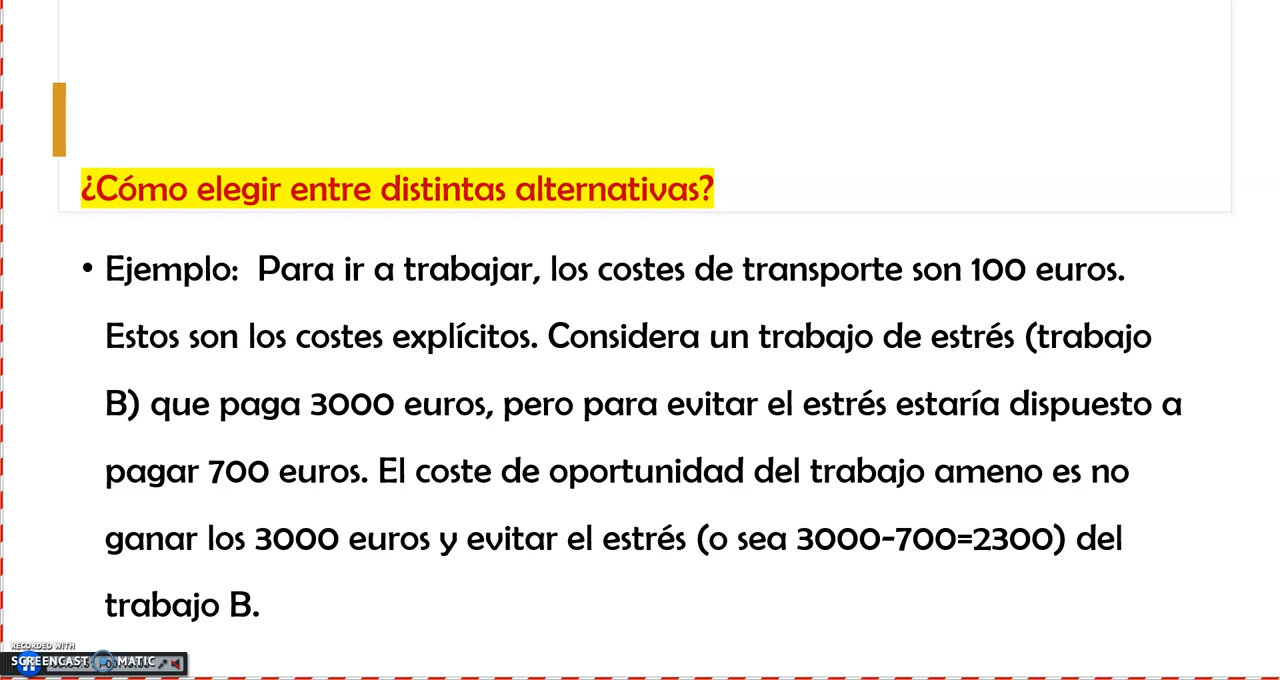 ¿Cómo elegir entre distintas alternativas?
• Ejemplo: Para ir a trabajar, los costes de transporte son 100 euros.
Estos son los costes explícitos. Considera un trabajo de estrés (trabajo
B) que paga 3000 euros, pero para evitar el estrés estaría dispuesto a
pagar 700 euros. El coste de oportunidad del trabajo ameno es no
ganar los 3000 euros y evitar el estrés (o sea 3000-700=2300) del
trabajo B.
RECORDED WITH
SCREENCAST MATIC